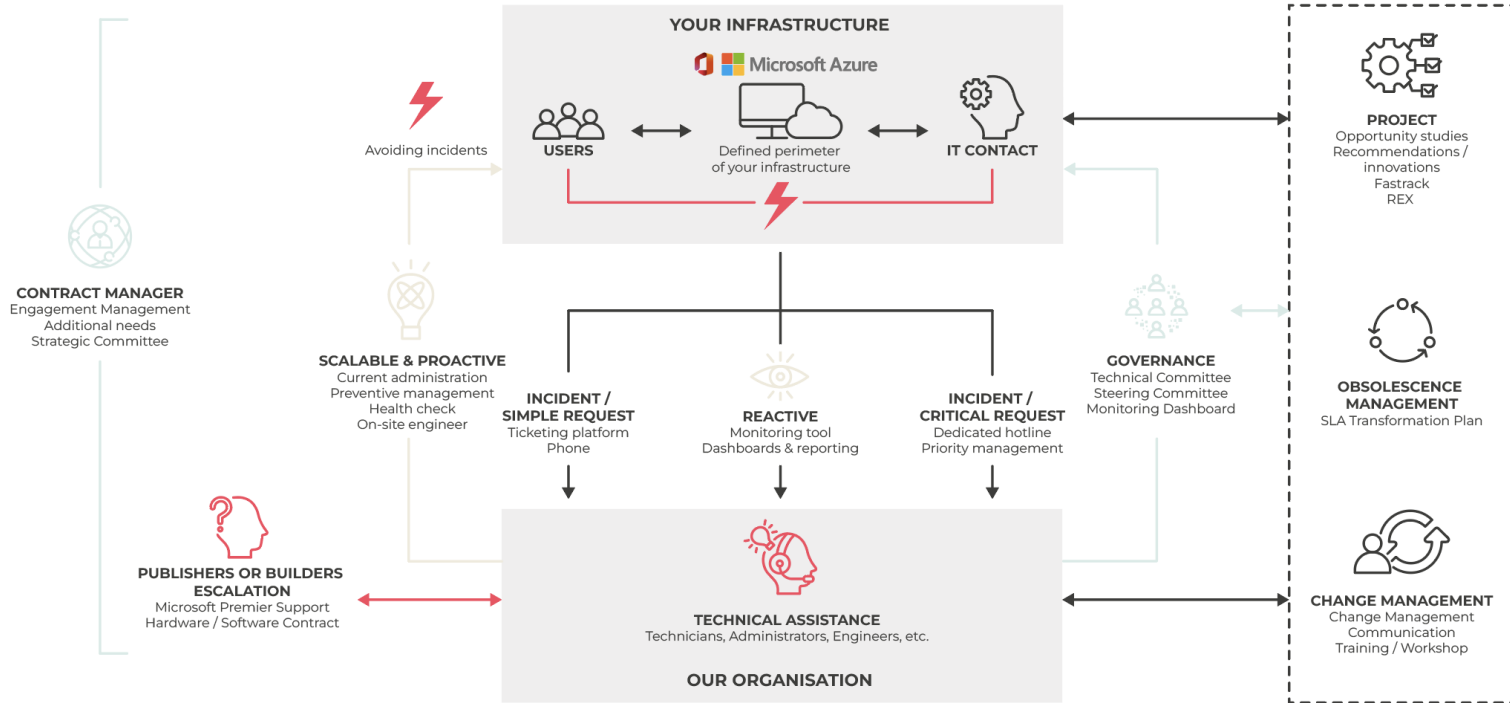 YOUR INFRASTRUCTURE
Microsoft Azure
USERS
Defined perimeter
of your infrastructure
IT CONTACT
Avoiding incidents
CONTRACT MANAGER
Engagement Management
Additional needs
Strategic Committee
SCALABLE & PROACTIVE
Current administration
Preventive management
Health check
On-site engineer
INCIDENT /
SIMPLE REQUEST
Ticketing platform
Phone
REACTIVE
Monitoring tool
Dashboards & reporting
INCIDENT /
CRITICAL REQUEST
Dedicated hotline
Priority management
GOVERNANCE
Technical Committee
Steering Committee
Monitoring Dashboard
PUBLISHERS OR BUILDERS
ESCALATION
Microsoft Premier Support
Hardware / Software Contract
TECHNICAL ASSISTANCE
Technicians, Administrators, Engineers, etc.
OUR ORGANISATION
PROJECT
Opportunity studies
Recommendations /
innovations
Fastrack
REX
OBSOLESCENCE
MANAGEMENT
SLA Transformation Plan
CHANGE MANAGEMENT
Change Management
Communication
Training / Workshop